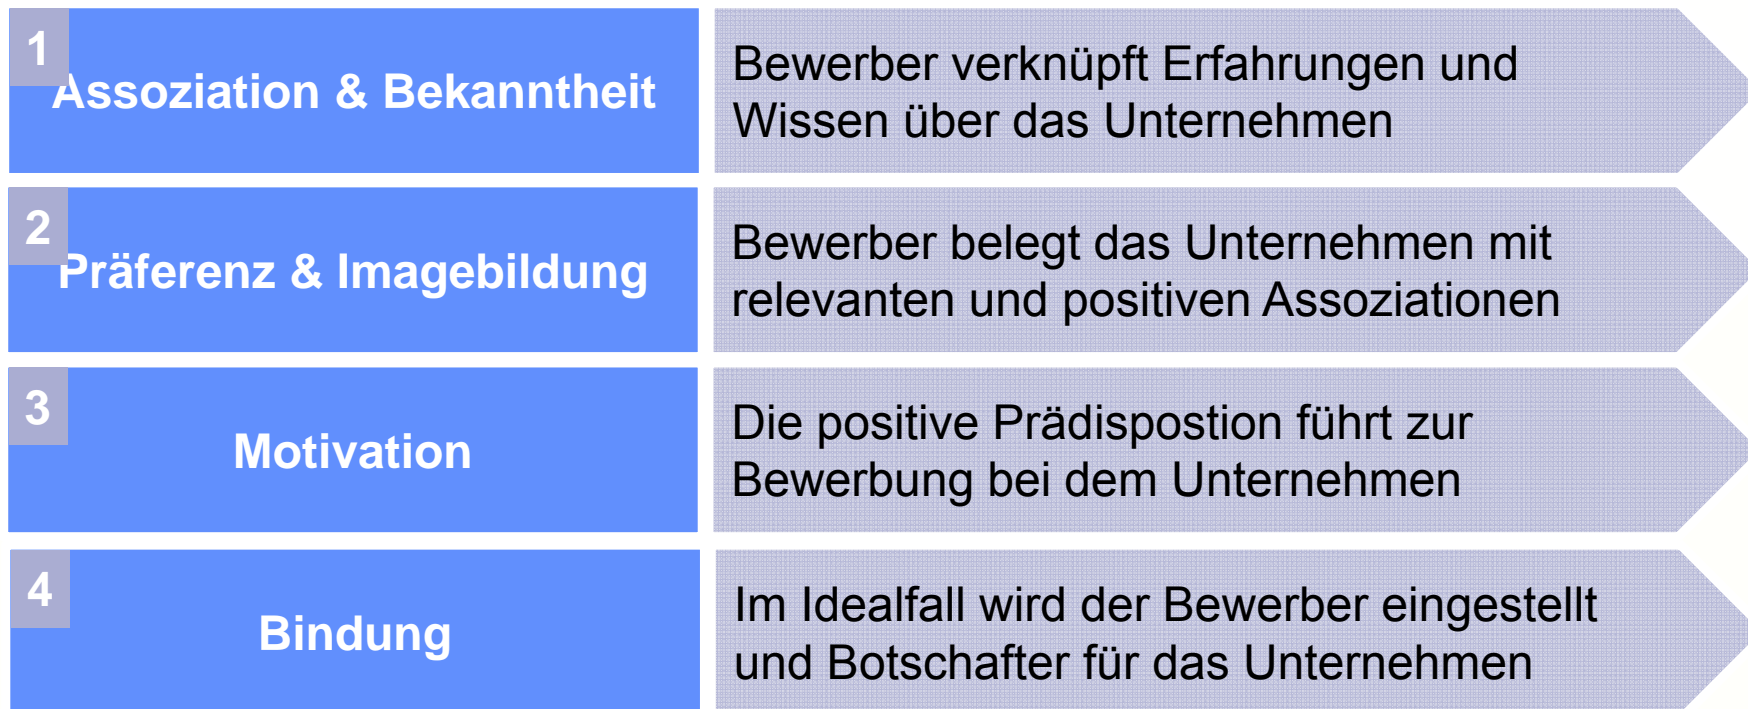 1
Assoziation & Bekanntheit
Bewerber verknüpft Erfahrungen und
Wissen über das Unternehmen
2
Präferenz & Imagebildung
Bewerber belegt das Unternehmen mit
relevanten und positiven Assoziationen
3
Motivation
Die positive Prädispostion führt zur
Bewerbung bei dem Unternehmen
4
Bindung
Im Idealfall wird der Bewerber eingestellt
und Botschafter für das Unternehmen